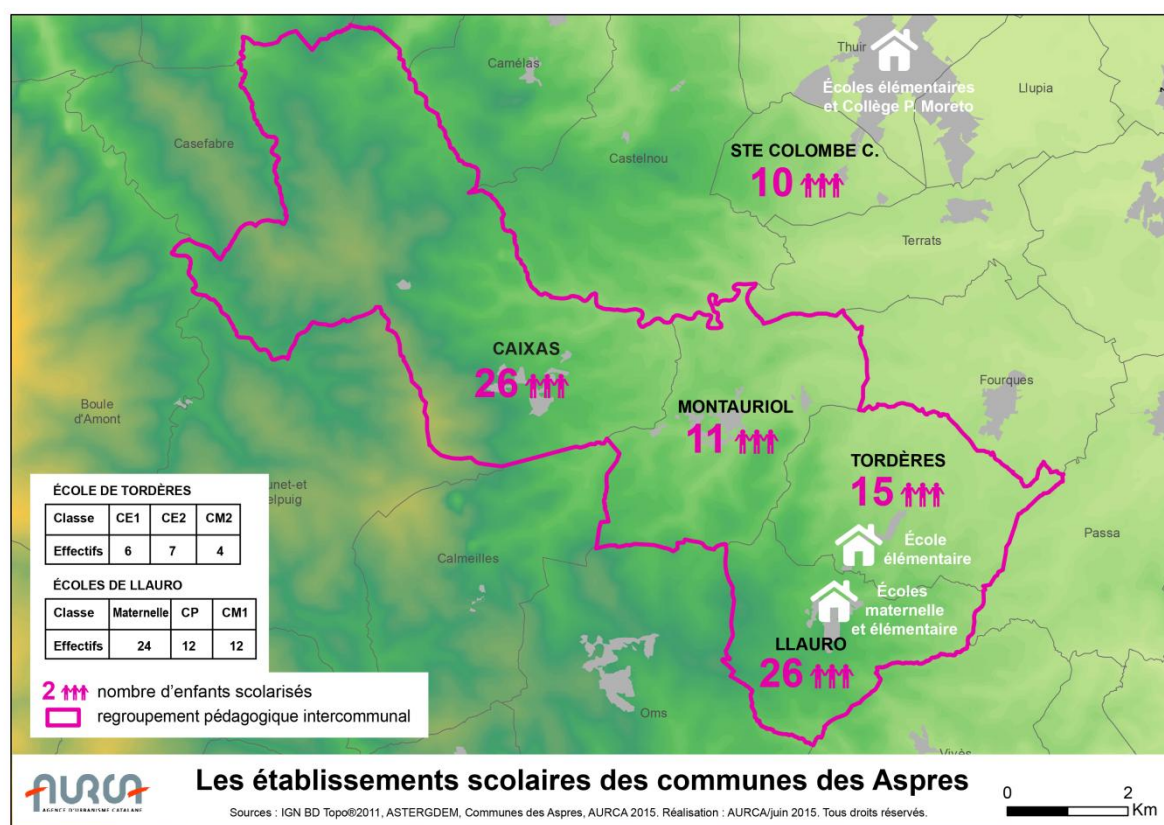 Thuir
Camélas
Llupia
Écoles élémentaires
et Collège P. Moreto
Casefabre
STE COLOMBE C.
Castelnou
10
Terrats
CAIXAS
26
Fourques
Boule
d'Amont
MONTAURIOL
11
TORDÈRES
15
ÉCOLE DE TORDÈRES
Classe CE1 CE2 CM2
Effectifs 6 7 4
Passa
École
élémentaire
Calmeilles
ÉCOLES DE LLAURO
Classe Maternelle CP CM1
Effectifs 24 12 12
Écoles
maternelle
et élémentaire
LLAURO
26
2 nombre d'enfants scolarisés
regroupement pédagogique intercommunal
Oms
Vivès
AURCA
AGENCE D'URBANISME CATALANE
Les établissements scolaires des communes des Aspres
Sources : IGN BD Topo®2011, ASTERGDEM, Communes des Aspres, AURCA 2015. Réalisation : AURCA/juin 2015. Tous droits réservés.
0 2
Km